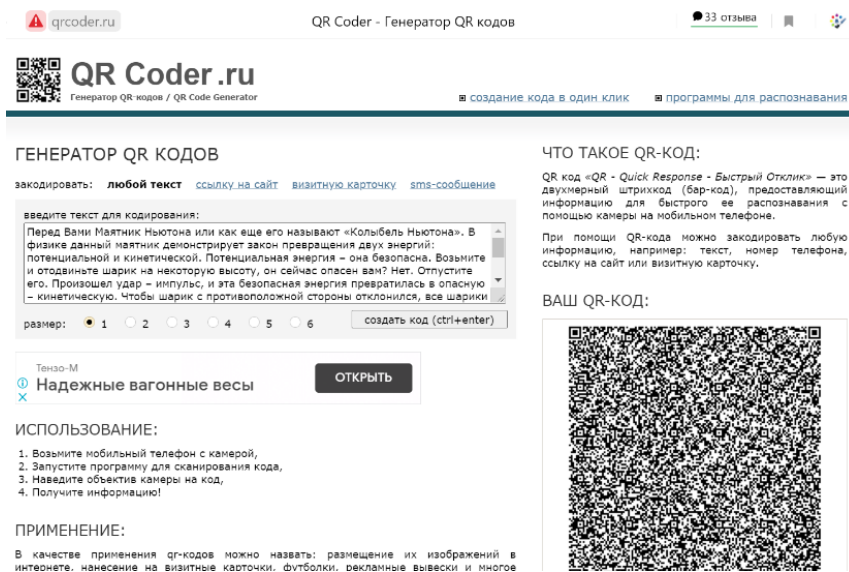 qrcoder.ru
QR Coder - Генератор QR кодов
33 отзыва
QR Coder.ru
Генератор QR-кодов / QR Code Generator
создание кода в один клик
программы для распознавания
ГЕНЕРАТОР QR КОДОВ
закодировать: любой текст ссылку на сайт визитную карточку sms-сообщение
введите текст для кодирования:
Перед Вами Маятник Ньютона или как еще его называют «Колыбель Ньютона». В
физике данный маятник демонстрирует закон превращения двух энергий:
потенциальной и кинетической. Потенциальная энергия – она безопасна. Возьмите
и отодвиньте шарик на некоторую высоту, он сейчас опасен вам? Нет. Отпустите
его. Произошел удар – импульс, и эта безопасная энергия превратилась в опасную
– кинетическую. Чтобы шарик с противоположной стороны отклонился, все шарики
размер: 1 2 3 4 5 6
создать код (ctrl+enter)
Тензо-М
Надежные вагонные весы
ОТКРЫТЬ
ИСПОЛЬЗОВАНИЕ:
1. Возьмите мобильный телефон с камерой,
2. Запустите программу для сканирования кода,
3. Наведите объектив камеры на код,
4. Получите информацию!
ПРИМЕНЕНИЕ:
В качестве применения qr-кодов можно назвать: размещение их изображений в
интернете, нанесение на визитные карточки, футболки, рекламные вывески и многое
ЧТО ТАКОЕ QR-КОД:
QR код «QR - Quick Response - Быстрый Отклик» — это
двухмерный штрихкод (бар-код), предоставляющий
информацию для быстрого ее распознавания с
помощью камеры на мобильном телефоне.
При помощи QR-кода можно закодировать любую
информацию, например: текст, номер телефона,
ссылку на сайт или визитную карточку.
ВАШ QR-КОД: